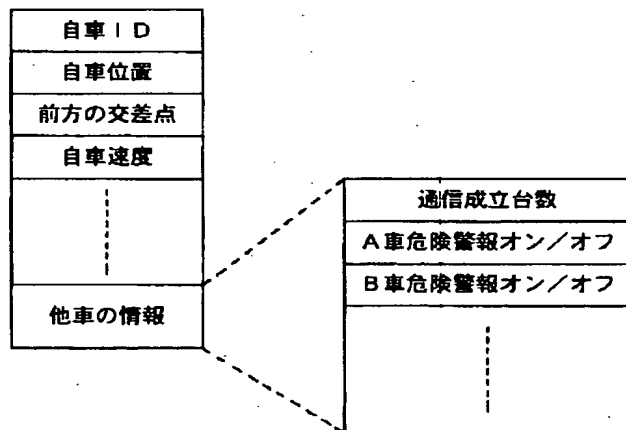 自車ID
自車位置
前方の交差点
自車速度
他車の情報
通信成立台数
A車危険警報オン/オフ
B車危険警報オン/オフ